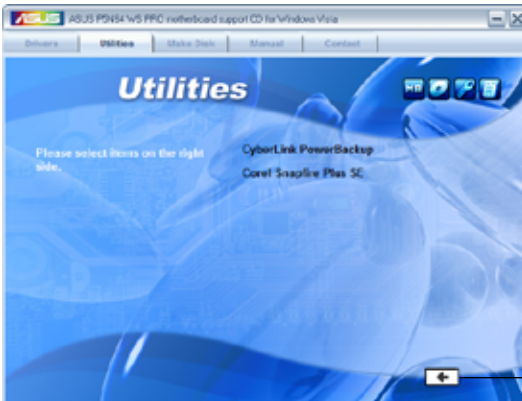 ASUS
ASUS P5N64 WS PRO motherboard support CD for Windows Vista
Drivers
Utilities
Make Disk
Manual
Contact
Utilities
Please select items on the right
side.
CyberLink PowerBackup
Corel Snapfire Plus SE